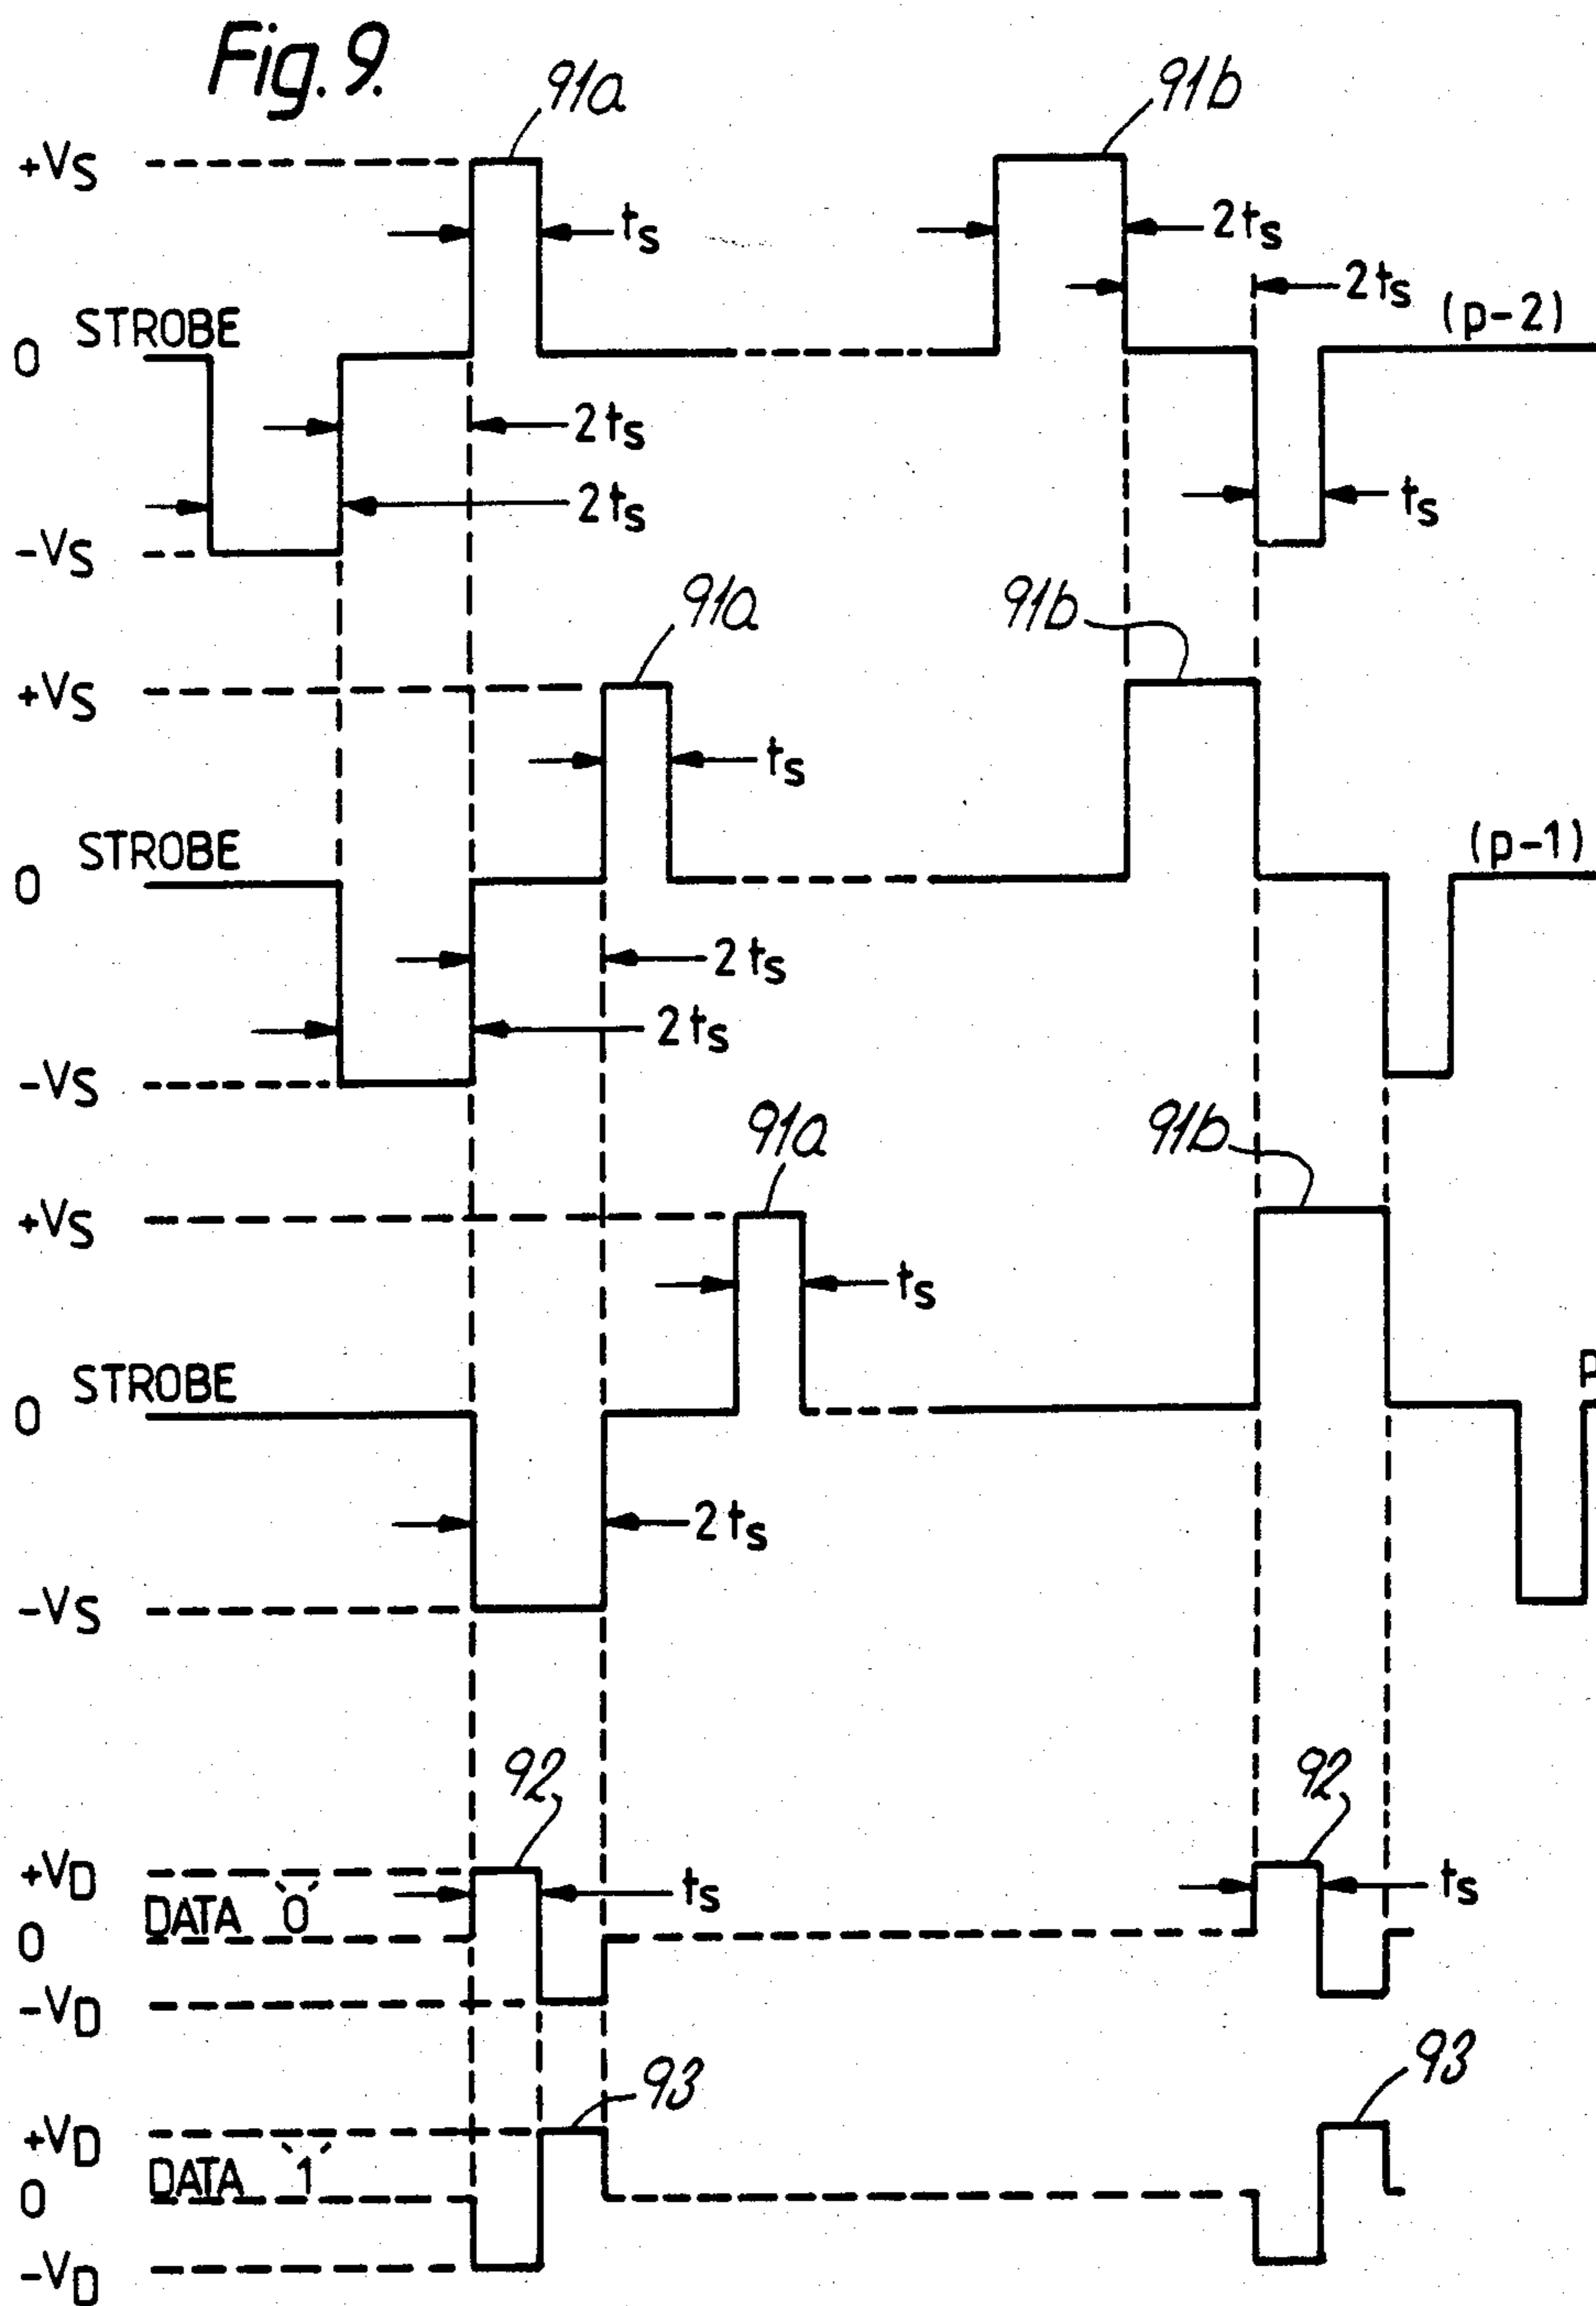 Fig. 9.
91a
91b
+VS
tS
2tS
2tS
STROBE
(p-2)
0
2tS
2tS
tS
-VS
91a
91b
+VS
tS
STROBE
(p-1)
0
2tS
2tS
-VS
91a
91b
+VS
tS
STROBE
p
0
2tS
-VS
92
92
+VD
tS
tS
DATA '0'
0
-VD
93
93
+VD
DATA '1'
0
-VD